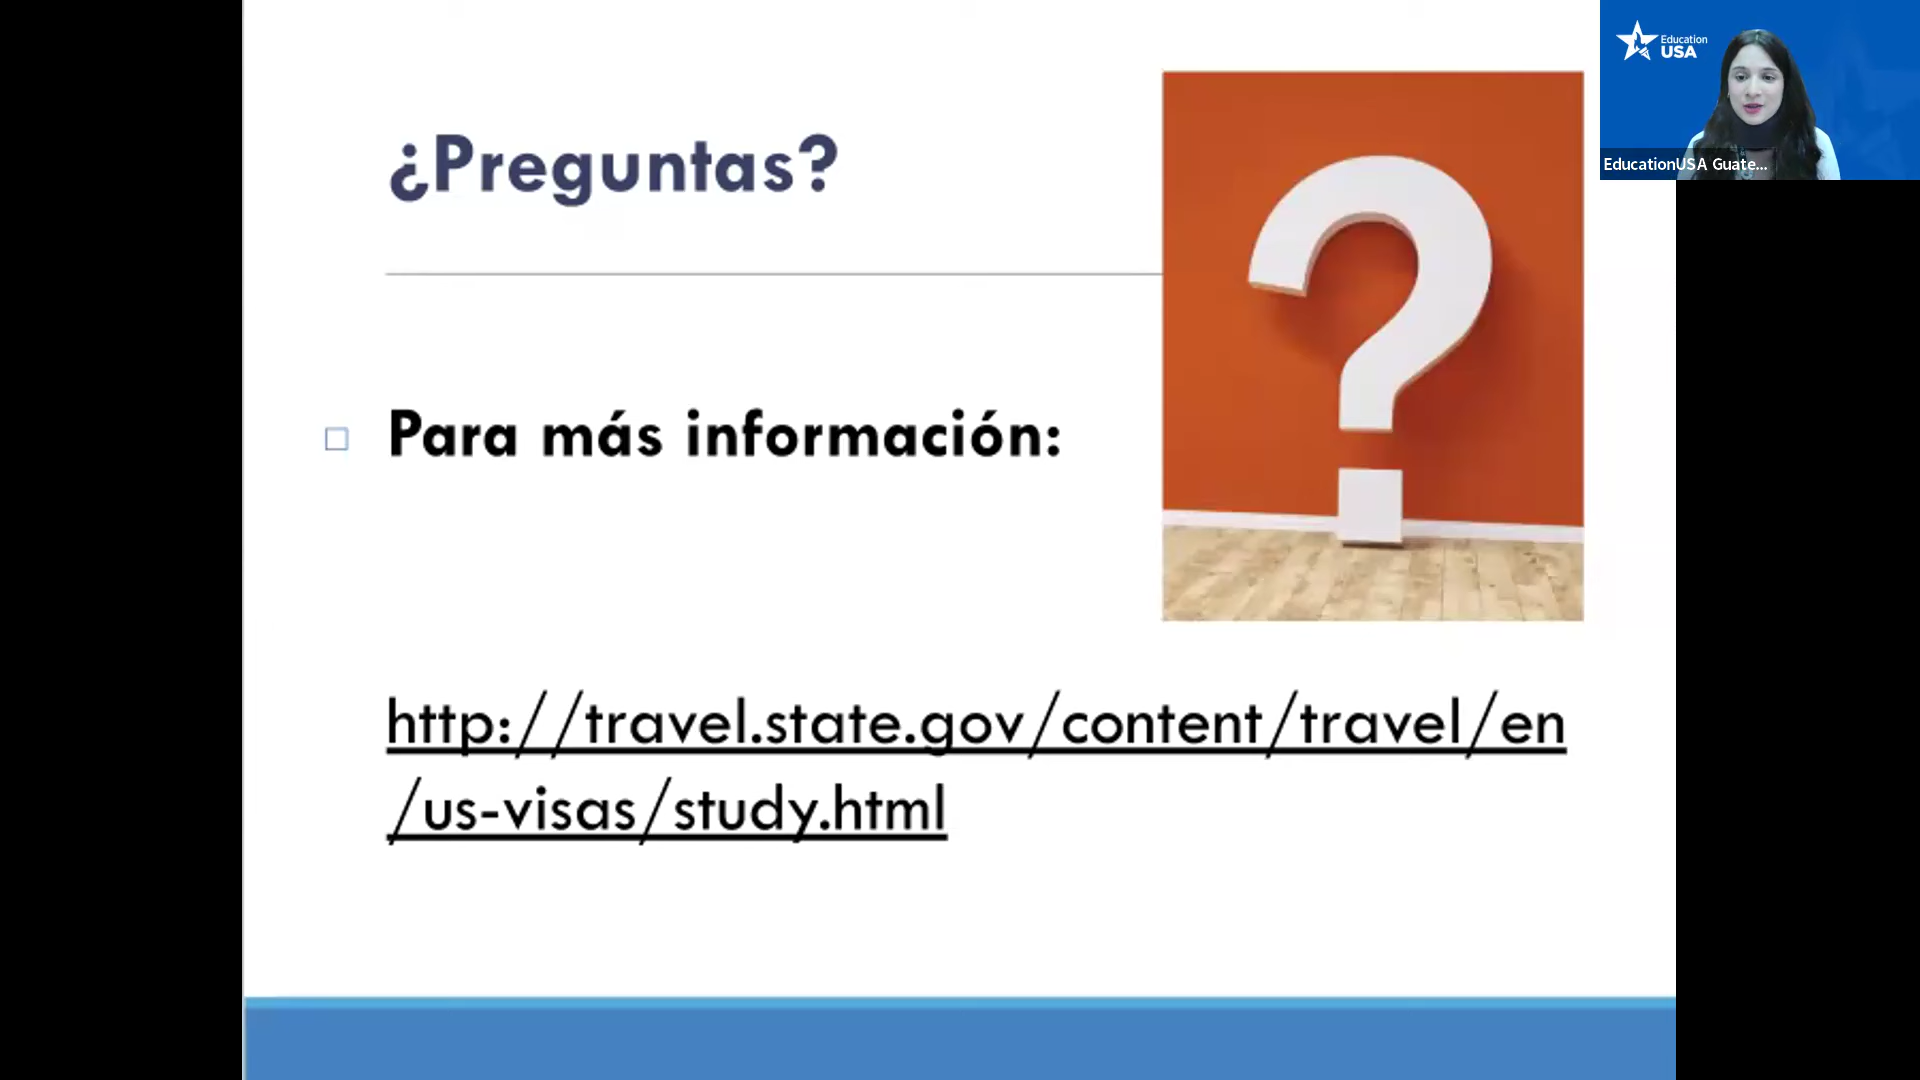 ¿Preguntas?
Para más información:
http://travel.state.gov/content/travel/en
/us-visas/study.html
Education
USA
EducationUSA Guate...